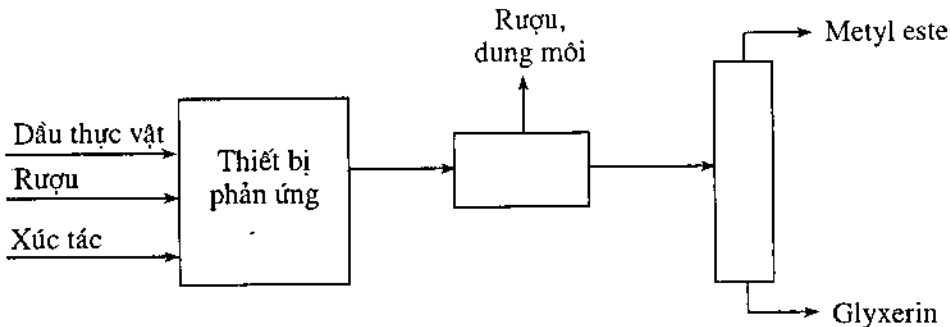 Rượu,
dung môi
Metyl este
Dầu thực vật
Rượu
Xúc tác
Thiết bị
phản ứng
Glyxerin